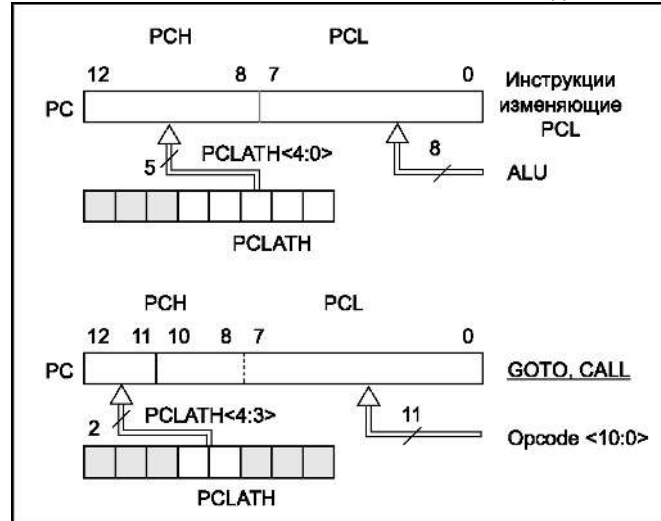 PCH PCL
12 8 7 0
PC
Инструкции
изменяющие
PCL
5 PCLATH<4:0> 8
ALU
PCLATH
PCH PCL
12 11 10 8 7 0
PC GOTO, CALL
2 PCLATH<4:3> 11
Opcode <10:0>
PCLATH